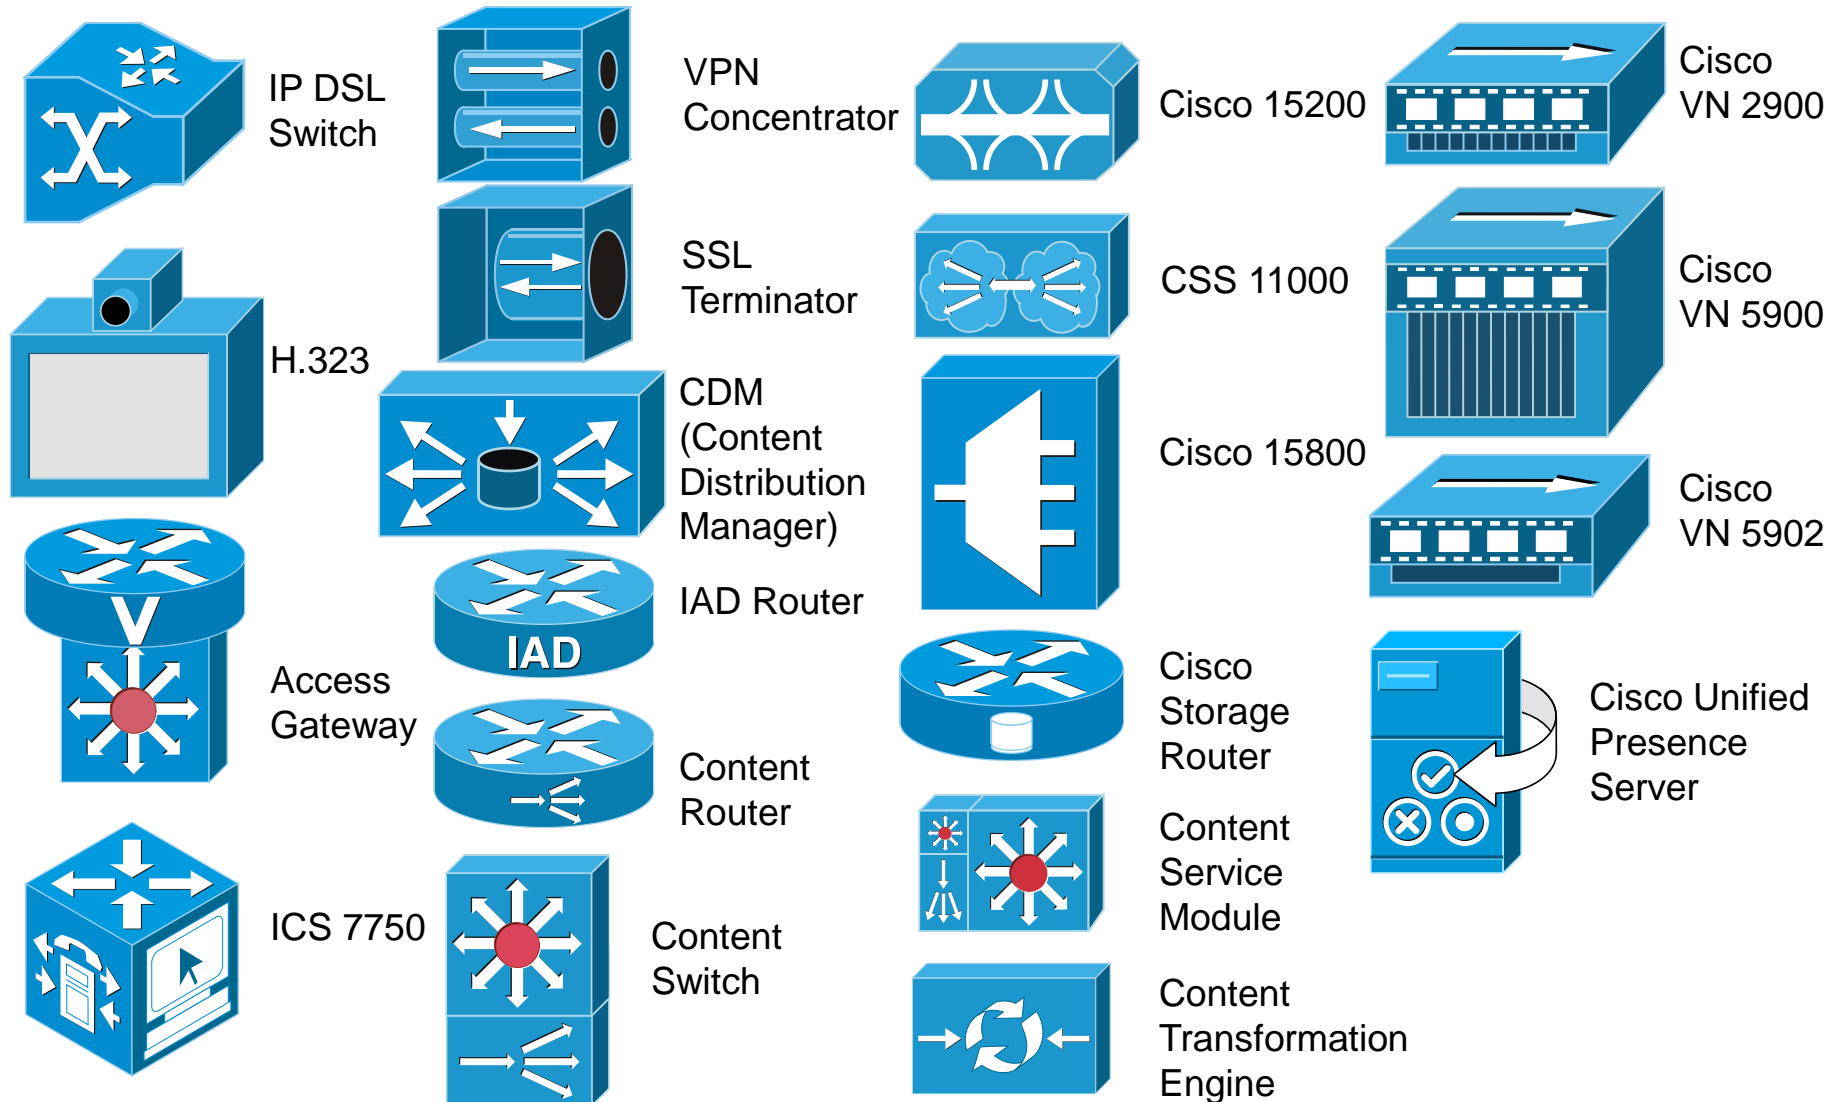 IP DSL
Switch
H.323
Access
Gateway
V
ICS 7750
VPN
Concentrator
SSL
Terminator
CDM
(Content
Distribution
Manager)
IAD Router
IAD
Content
Router
Content
Switch
Cisco 15200
CSS 11000
Cisco 15800
Cisco
Storage
Router
Content
Service
Module
Content
Transformation
Engine
Cisco
VN 2900
Cisco
VN 5900
Cisco
VN 5902
Cisco Unified
Presence
Server